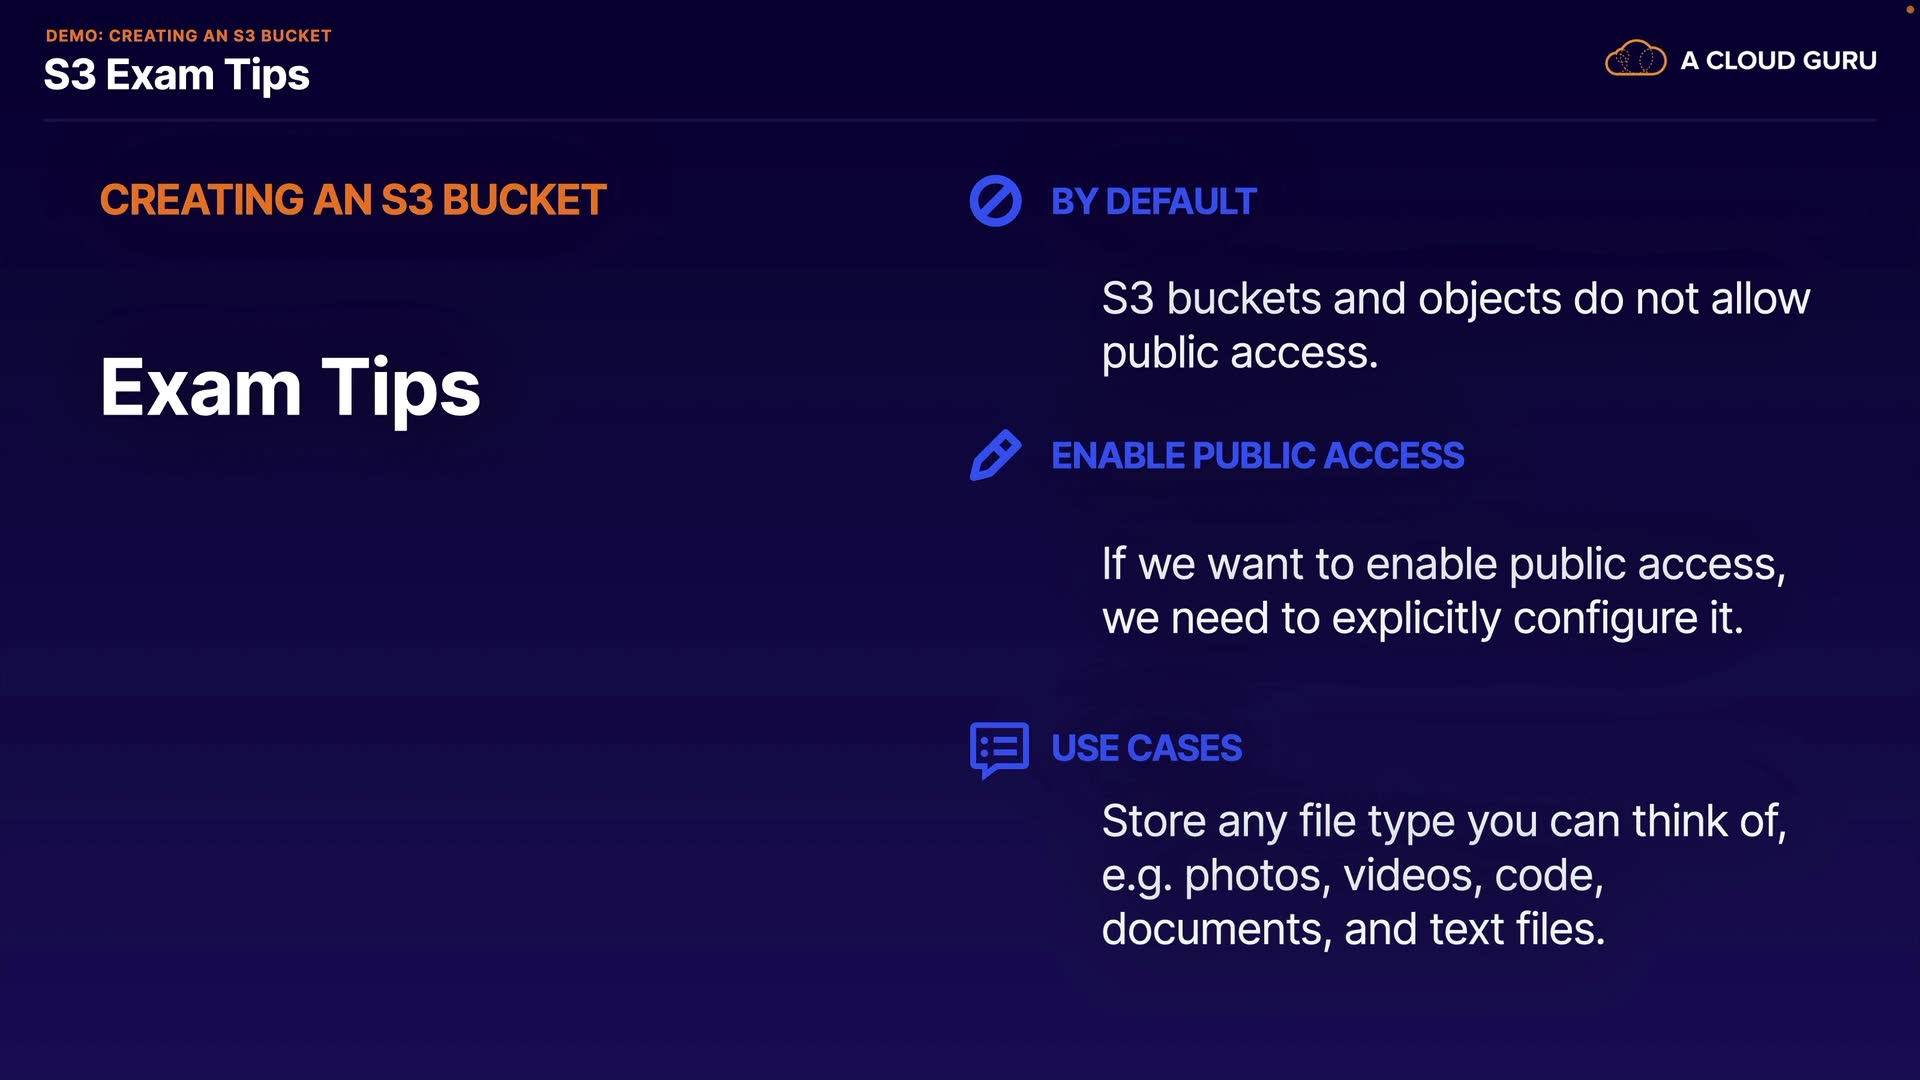 DEMO: CREATING AN S3 BUCKET
S3 Exam Tips
A CLOUD GURU
CREATING AN S3 BUCKET
Exam Tips
BY DEFAULT
S3 buckets and objects do not allow
public access.
ENABLE PUBLIC ACCESS
If we want to enable public access,
we need to explicitly configure it.
USE CASES
Store any file type you can think of,
e.g. photos, videos, code,
documents, and text files.